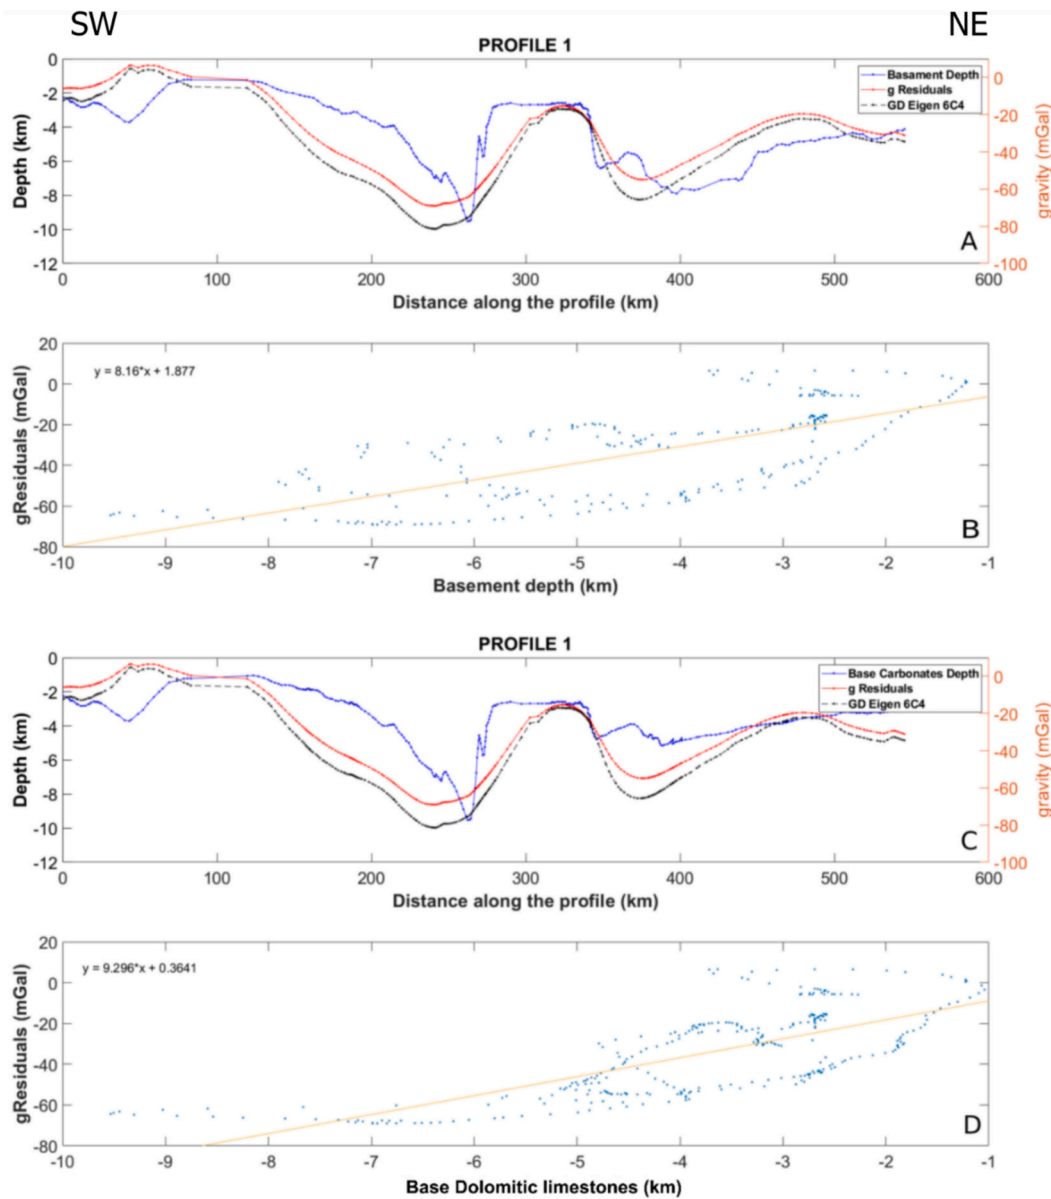 SW NE
PROFILE 1
0
-2
-4
-6
-8
-10
-12
Depth (km)
Basament Depth
g Residuals
GD Eigen 6C4
0
-20
-40
-60
-80
-100
gravity (mGal)
A
0 100 200 300 400 500 600
Distance along the profile (km)
20
0
-20
-40
-60
-80
gResiduals (mGal)
y = 8.16*x + 1.877
B
-10 -9 -8 -7 -6 -5 -4 -3 -2 -1
Basement depth (km)
PROFILE 1
0
-2
-4
-6
-8
-10
-12
Depth (km)
Base Carbonates Depth
g Residuals
GD Eigen 6C4
0
-20
-40
-60
-80
-100
gravity (mGal)
C
0 100 200 300 400 500 600
Distance along the profile (km)
20
0
-20
-40
-60
-80
gResiduals (mGal)
y = 9.296*x + 0.3641
D
-10 -9 -8 -7 -6 -5 -4 -3 -2 -1
Base Dolomitic limestones (km)